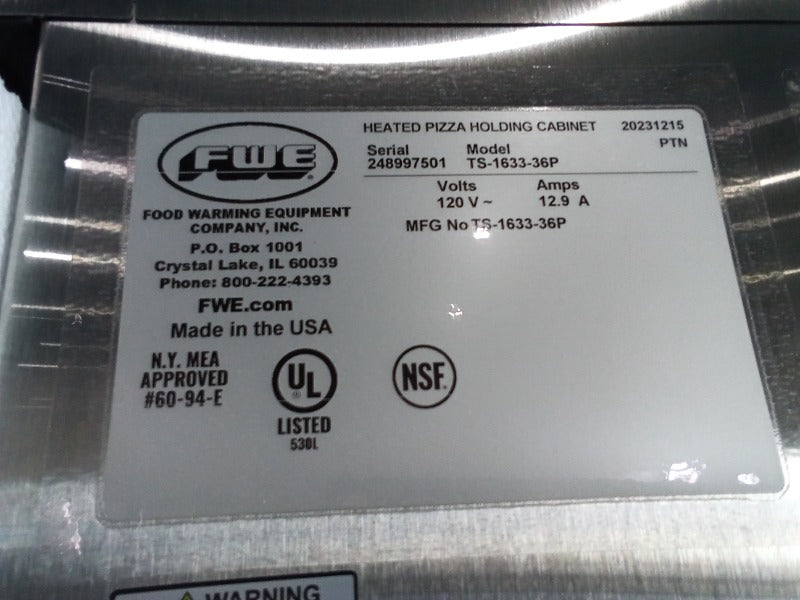 FWE®
FOOD WARMING EQUIPMENT
COMPANY, INC.
P.O. Box 1001
Crystal Lake, IL 60039
Phone: 800-222-4393
FWE.com
Made in the USA
N.Y. MEA
APPROVED
#60-94-E
UL®
LISTED
530L
NSF.
HEATED PIZZA HOLDING CABINET 20231215
PTN
Serial Model
248997501 TS-1633-36P
Volts Amps
120 V ~ 12.9 A
MFG No TS-1633-36P
WARNING